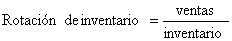 Rotación de inventario = ventas
inventario